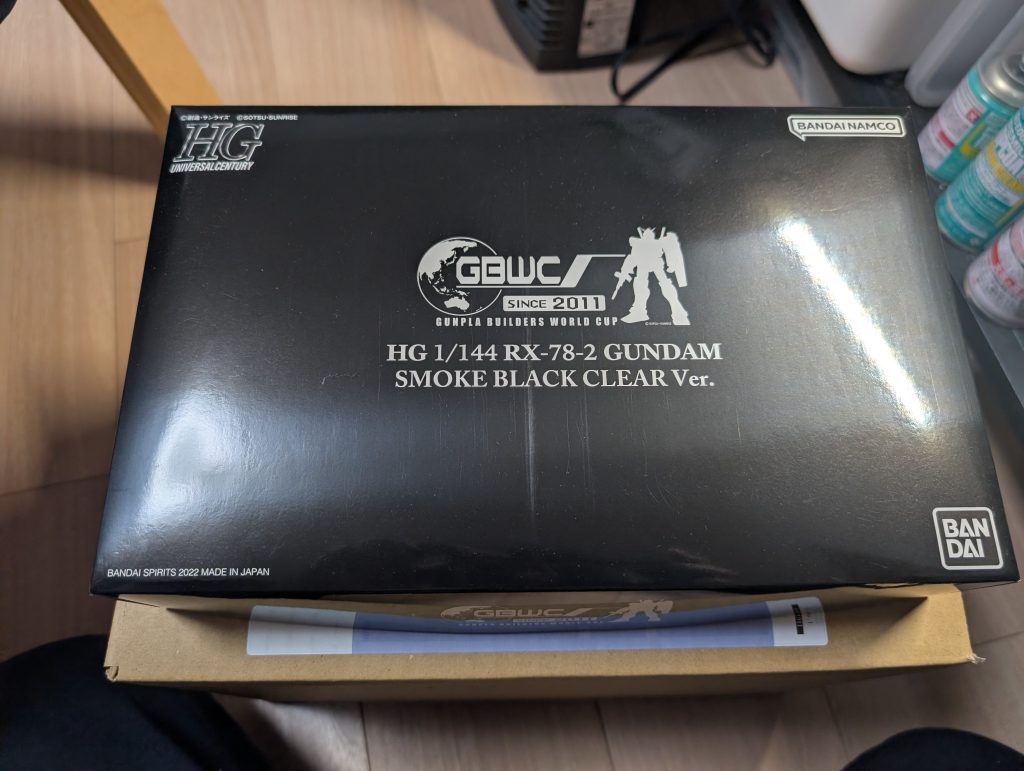 ©創通・サンライズ ©SOTSU・SUNRISE
HG
UNIVERSAL CENTURY
BANDAI NAMCO
GBWC
SINCE 2011
GUNPLA BUILDERS WORLD CUP
HG 1/144 RX-78-2 GUNDAM
SMOKE BLACK CLEAR Ver.
BAN
DAI
BANDAI SPIRITS 2022 MADE IN JAPAN
GBWC